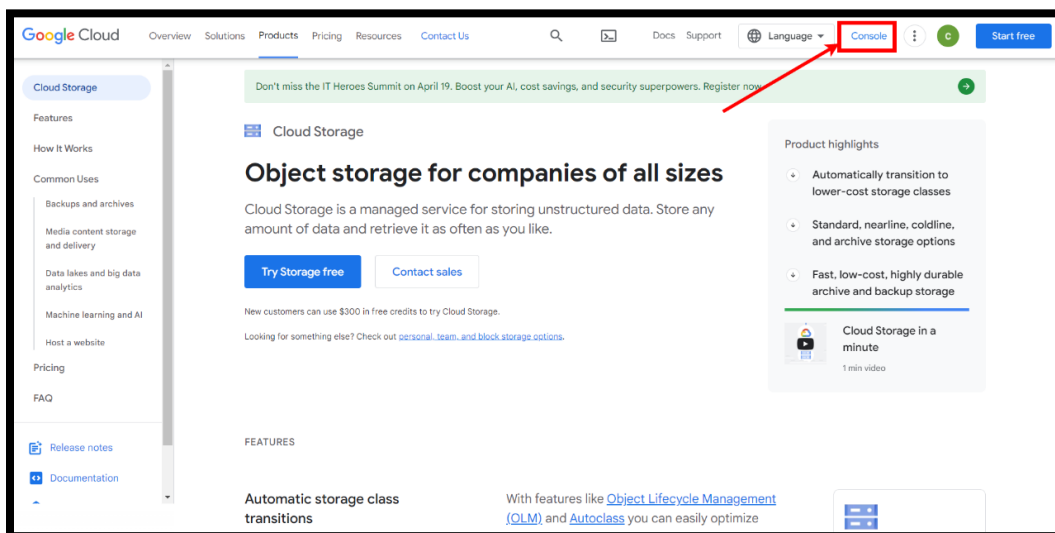 Google Cloud
Overview
Solutions
Products
Pricing
Resources
Contact Us
Docs
Support
Language
Console
C
Start free
Cloud Storage
Features
How It Works
Common Uses
Backups and archives
Media content storage
and delivery
Data lakes and big data
analytics
Machine learning and AI
Host a website
Pricing
FAQ
Release notes
Documentation
Don't miss the IT Heroes Summit on April 19. Boost your AI, cost savings, and security superpowers. Register now
Cloud Storage
Object storage for companies of all sizes
Cloud Storage is a managed service for storing unstructured data. Store any
amount of data and retrieve it as often as you like.
Try Storage free
Contact sales
New customers can use $300 in free credits to try Cloud Storage.
Looking for something else? Check out personal, team, and block storage options.
Product highlights
Automatically transition to
lower-cost storage classes
Standard, nearline, coldline,
and archive storage options
Fast, low-cost, highly durable
archive and backup storage
Cloud Storage in a
minute
1 min video
FEATURES
Automatic storage class
transitions
With features like Object Lifecycle Management
(OLM) and Autoclass you can easily optimize